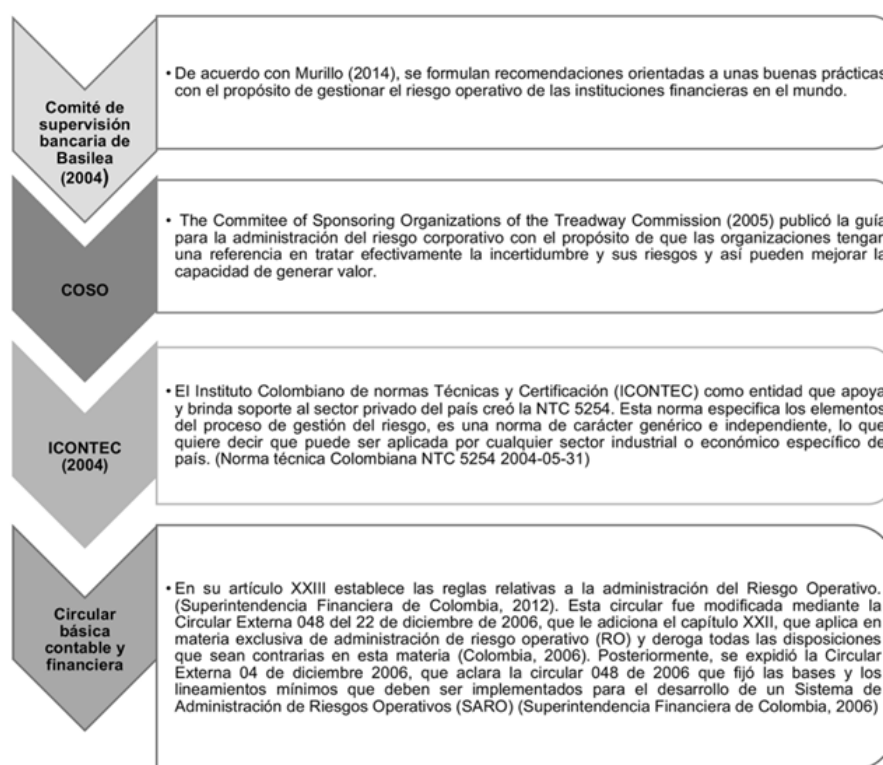 Comité de
supervisión
bancaria de
Basilea
(2004)
• De acuerdo con Murillo (2014), se formulan recomendaciones orientadas a unas buenas prácticas
con el propósito de gestionar el riesgo operativo de las instituciones financieras en el mundo.
COSO
• The Commitee of Sponsoring Organizations of the Treadway Commission (2005) publicó la guía
para la administración del riesgo corporativo con el propósito de que las organizaciones tengan
una referencia en tratar efectivamente la incertidumbre y sus riesgos y así pueden mejorar la
capacidad de generar valor.
ICONTEC
(2004)
• El Instituto Colombiano de normas Técnicas y Certificación (ICONTEC) como entidad que apoya
y brinda soporte al sector privado del país creó la NTC 5254. Esta norma especifica los elementos
del proceso de gestión del riesgo, es una norma de carácter genérico e independiente, lo que
quiere decir que puede ser aplicada por cualquier sector industrial o económico específico de
país. (Norma técnica Colombiana NTC 5254 2004-05-31)
Circular
básica
contable y
financiera
• En su artículo XXIII establece las reglas relativas a la administración del Riesgo Operativo.
(Superintendencia Financiera de Colombia, 2012). Esta circular fue modificada mediante la
Circular Externa 048 del 22 de diciembre de 2006, que le adiciona el capítulo XXII, que aplica en
materia exclusiva de administración de riesgo operativo (RO) y deroga todas las disposiciones
que sean contrarias en esta materia (Colombia, 2006). Posteriormente, se expidió la Circular
Externa 04 de diciembre 2006, que aclara la circular 048 de 2006 que fijó las bases y los
lineamientos mínimos que deben ser implementados para el desarrollo de un Sistema de
Administración de Riesgos Operativos (SARO) (Superintendencia Financiera de Colombia, 2006)